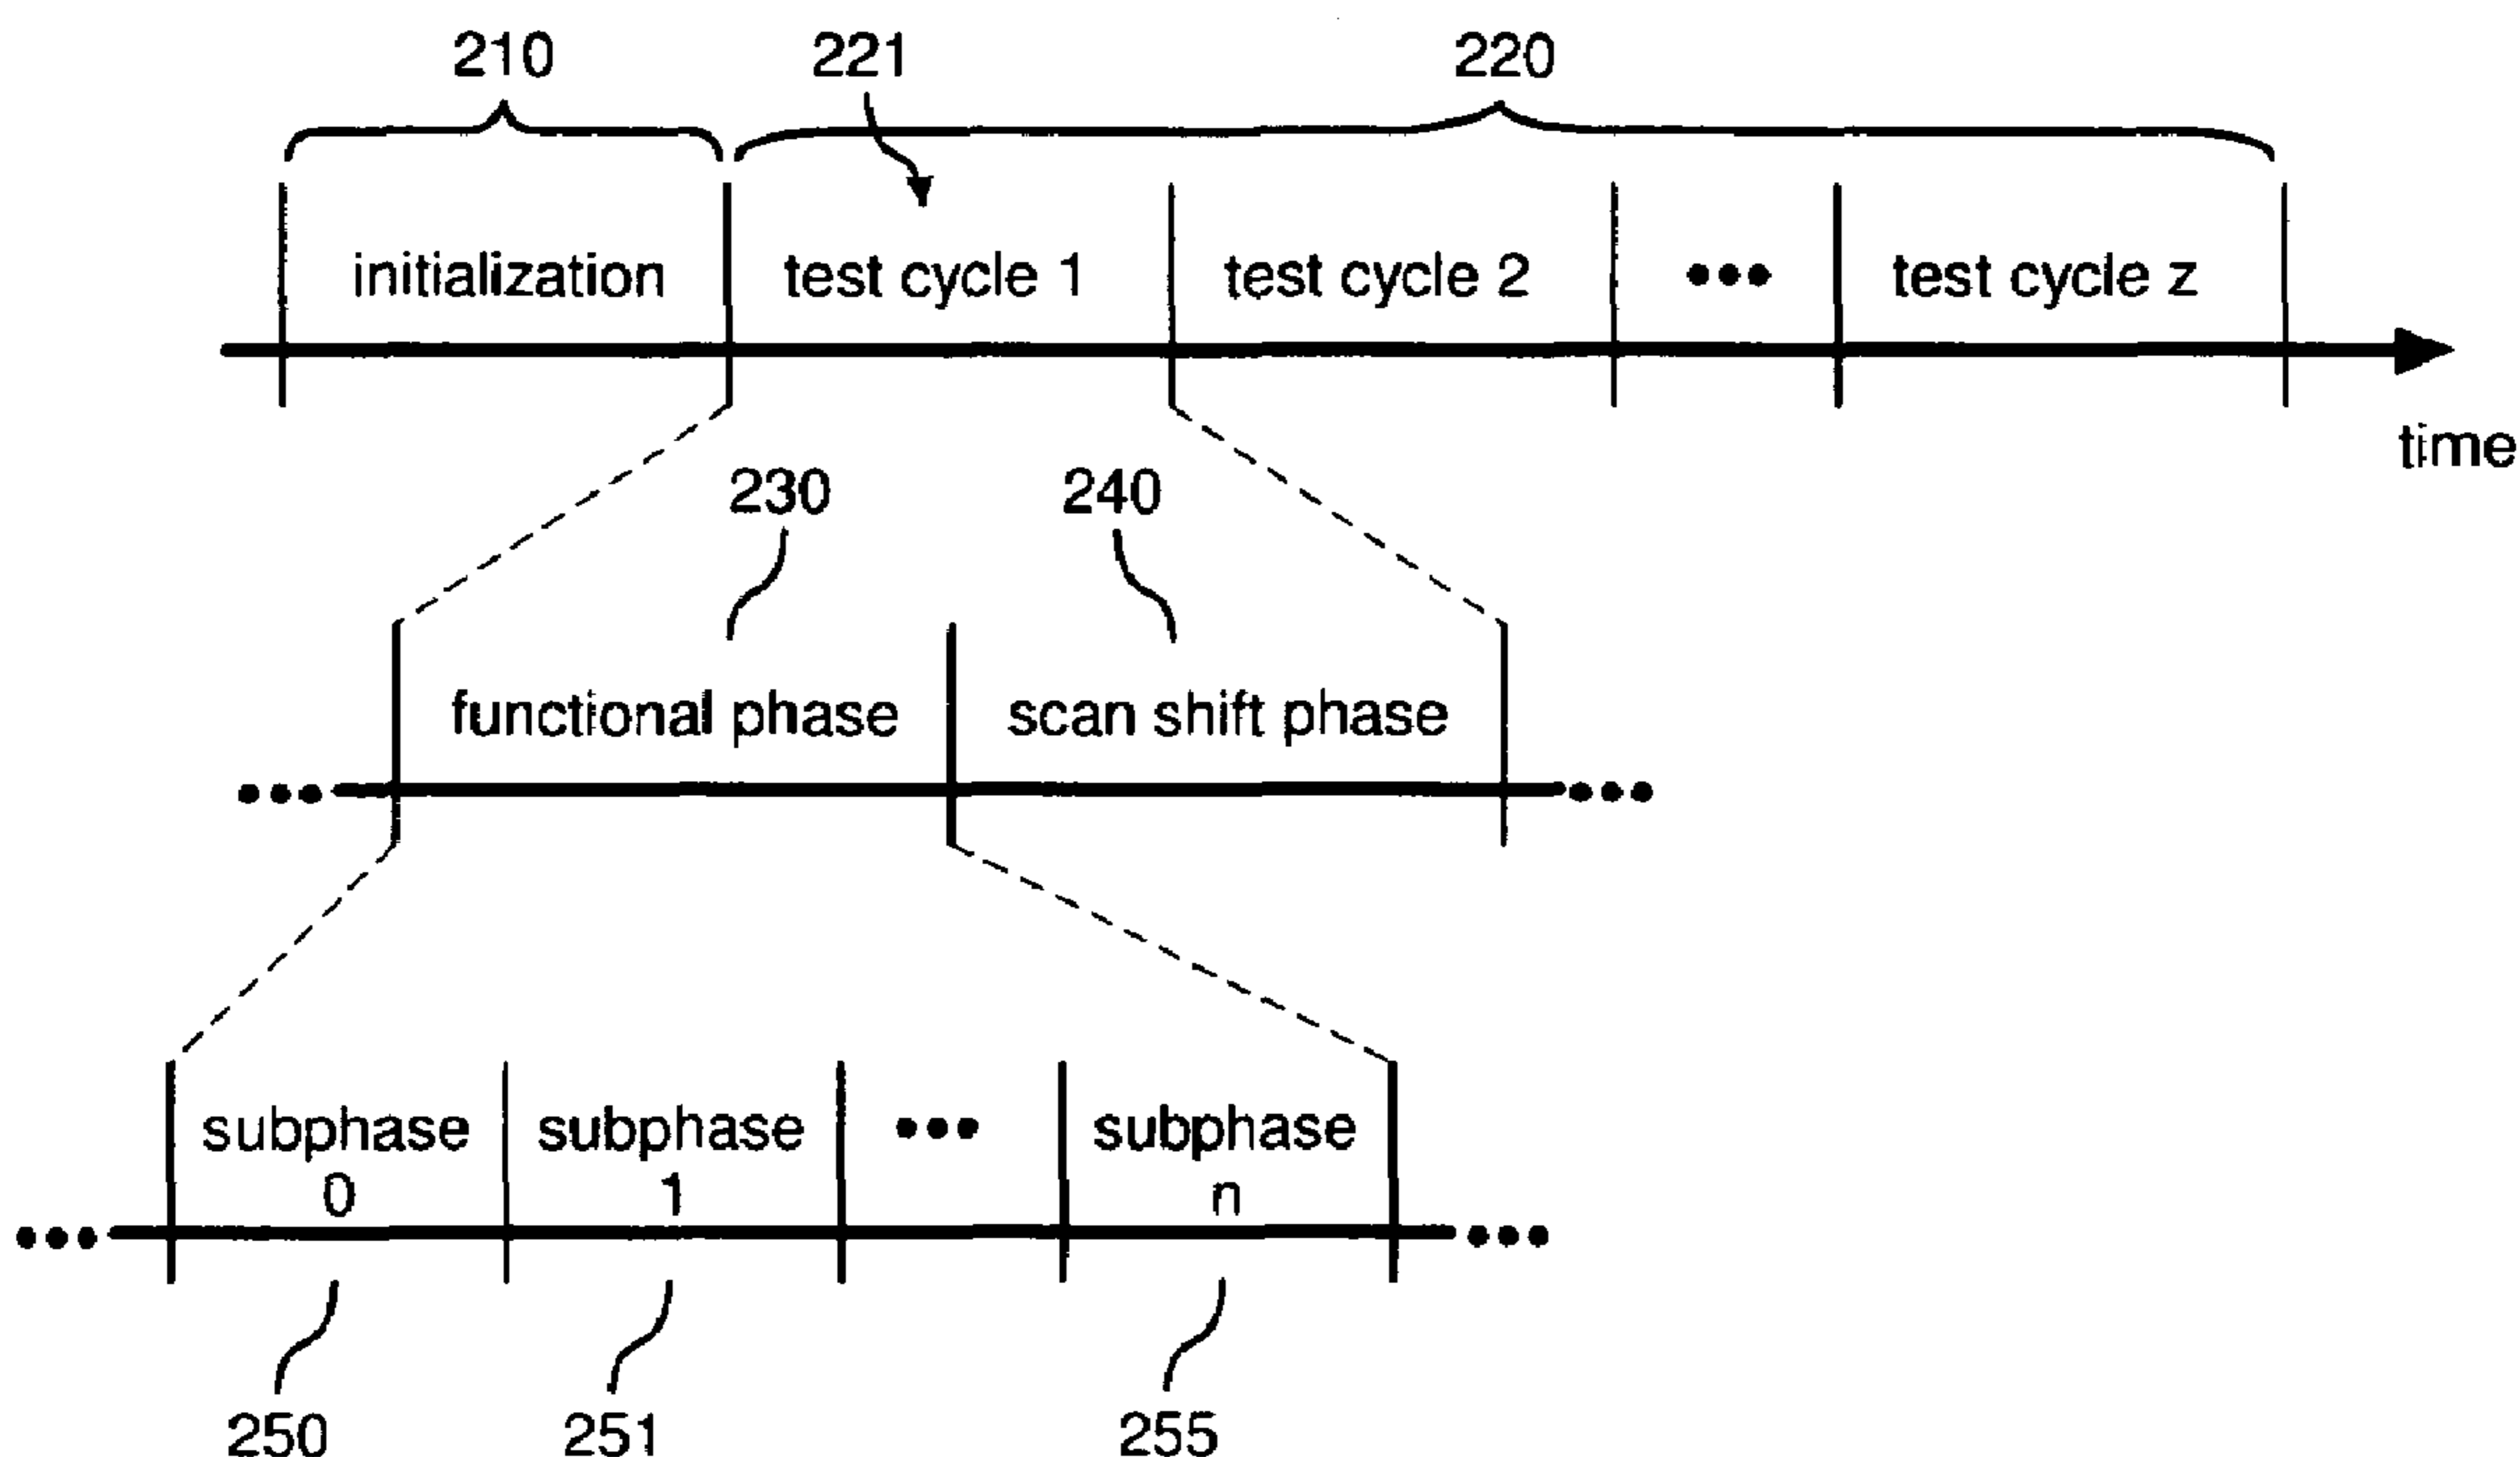 210 221 220
initialization test cycle 1 test cycle 2 ••• test cycle z
time
230 240
functional phase scan shift phase
••• •••
subphase 0 subphase 1 ••• subphase n
••• •••
250 251 255